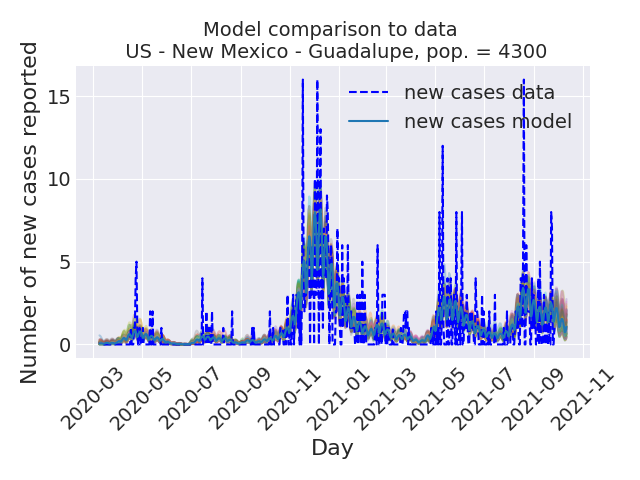 Model comparison to data
US - New Mexico - Guadalupe, pop. = 4300
Number of new cases reported
15
10
5
0
new cases data
new cases model
2020-03
2020-05
2020-07
2020-09
2020-11
2021-01
2021-03
2021-05
2021-07
2021-09
2021-11
Day